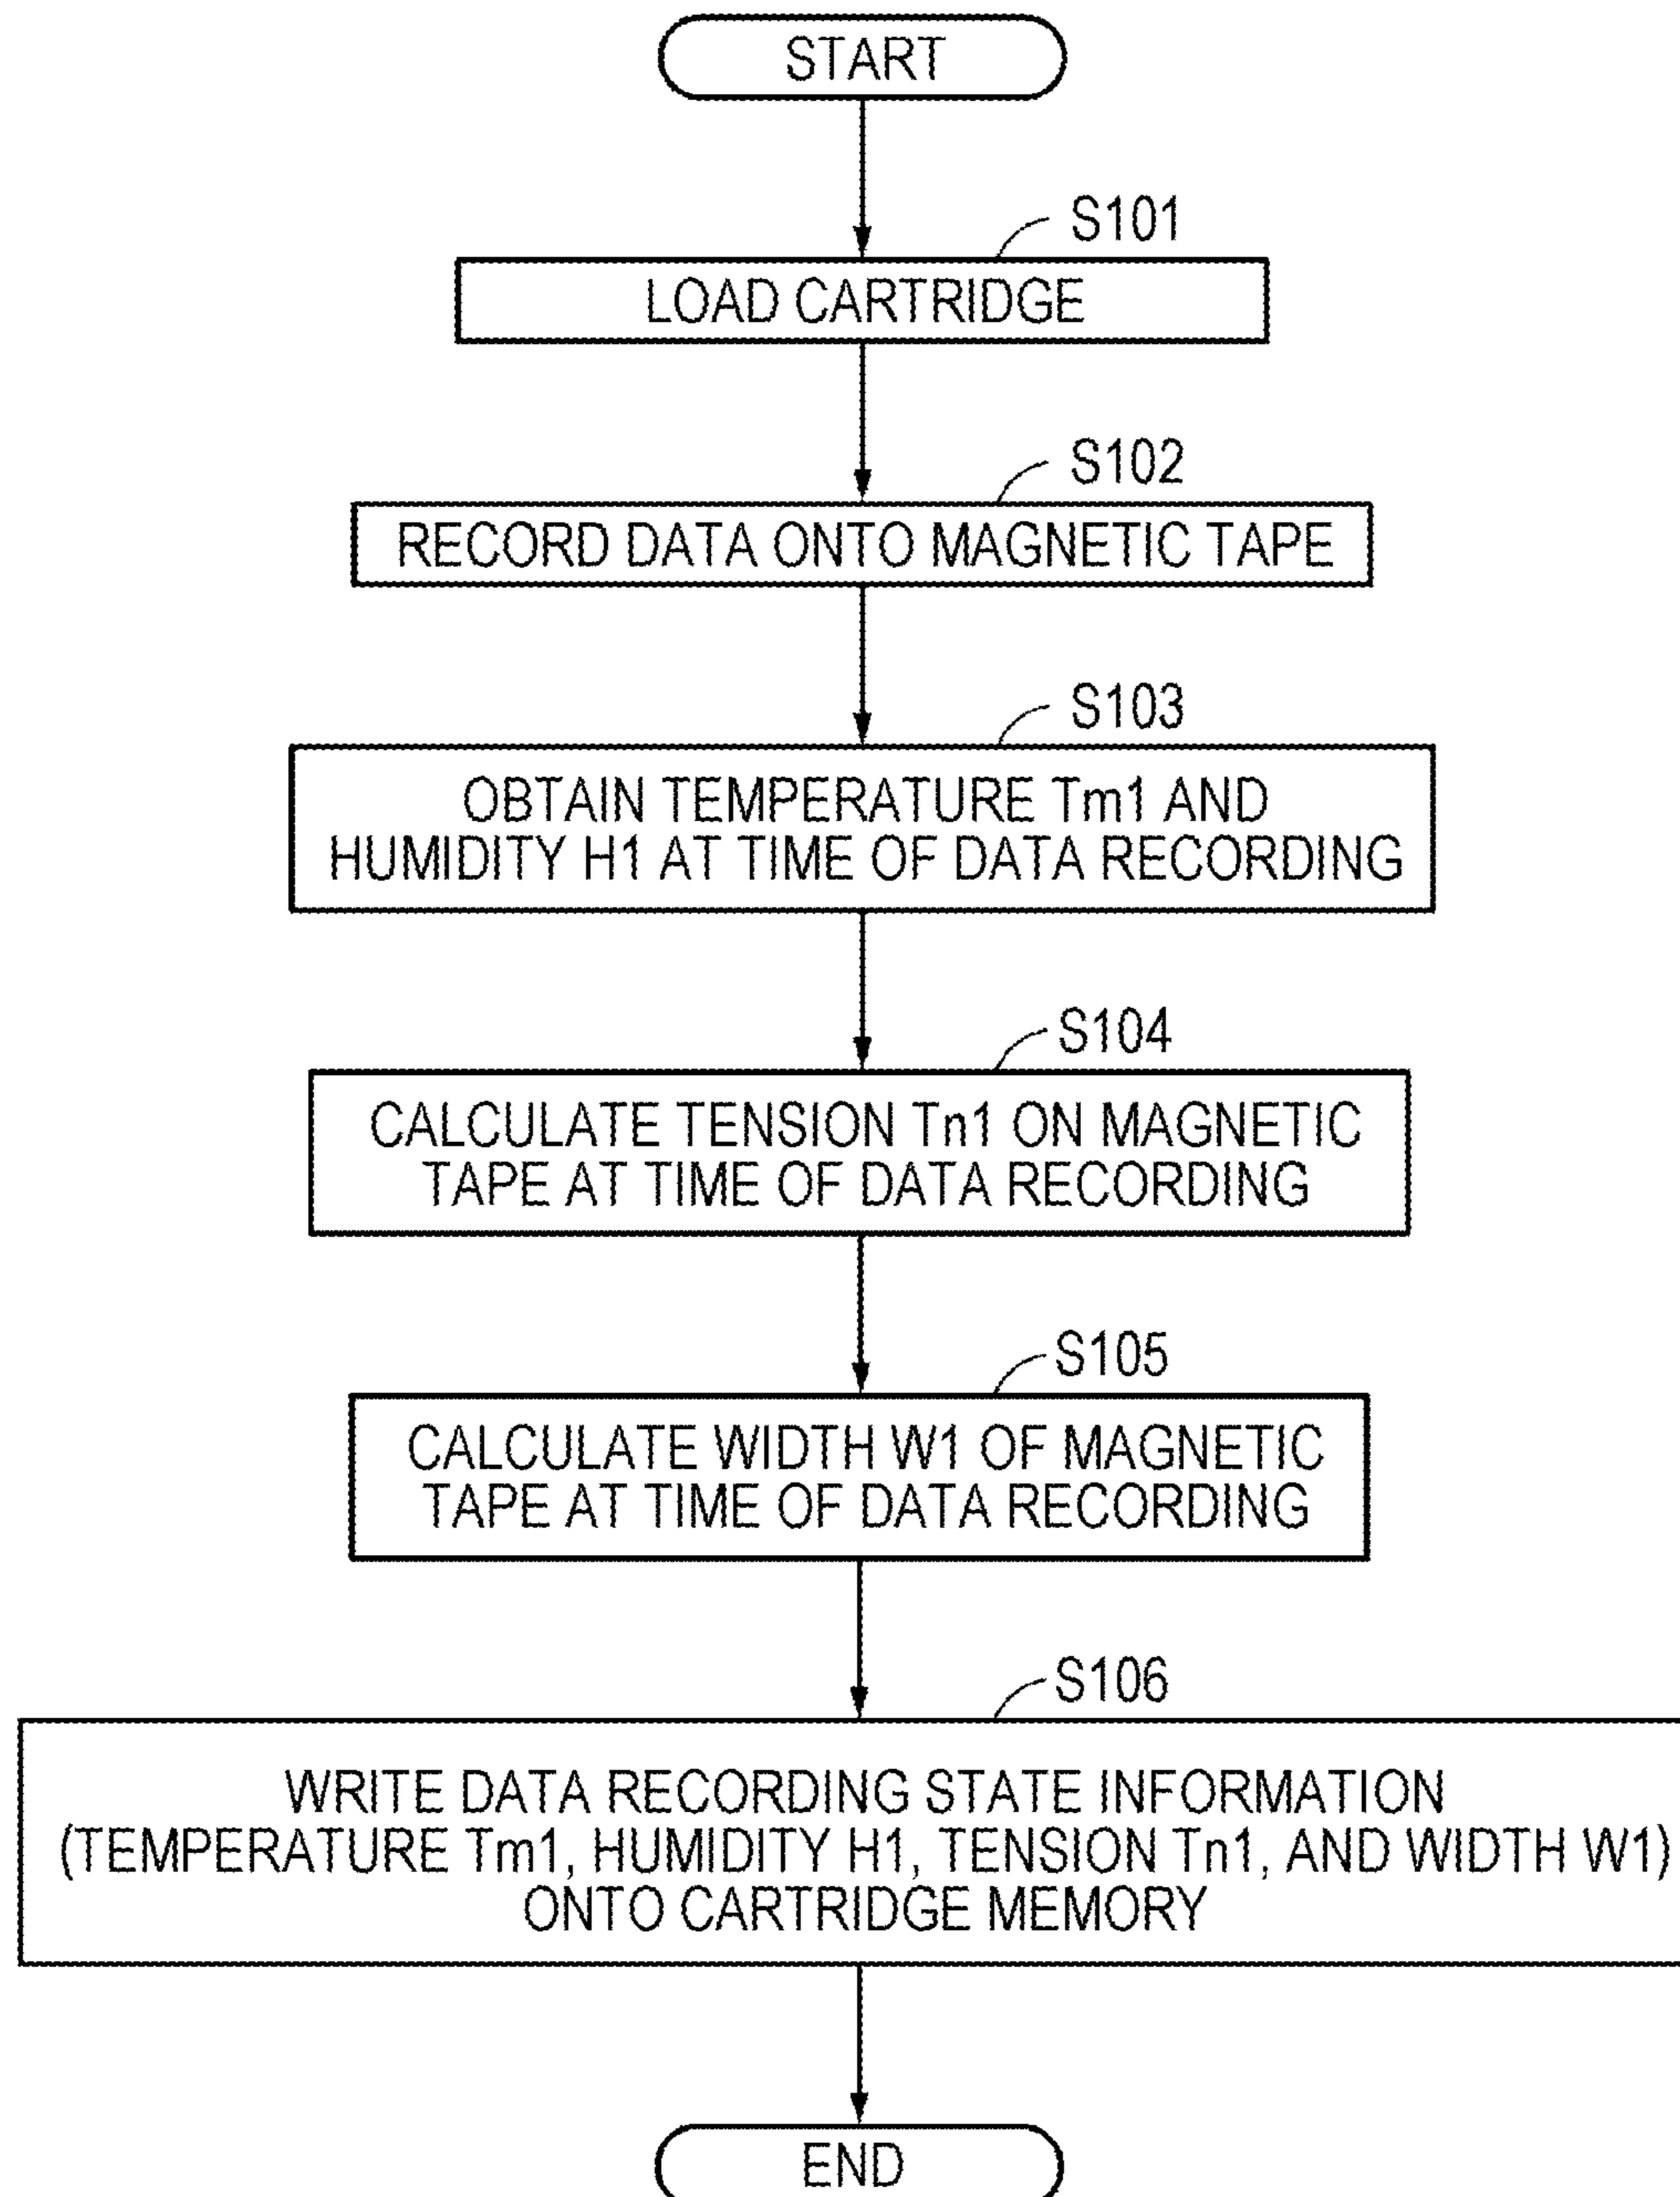 START
S101
LOAD CARTRIDGE
S102
RECORD DATA ONTO MAGNETIC TAPE
S103
OBTAIN TEMPERATURE Tm1 AND
HUMIDITY H1 AT TIME OF DATA RECORDING
S104
CALCULATE TENSION Tn1 ON MAGNETIC
TAPE AT TIME OF DATA RECORDING
S105
CALCULATE WIDTH W1 OF MAGNETIC
TAPE AT TIME OF DATA RECORDING
S106
WRITE DATA RECORDING STATE INFORMATION
(TEMPERATURE Tm1, HUMIDITY H1, TENSION Tn1, AND WIDTH W1)
ONTO CARTRIDGE MEMORY
END